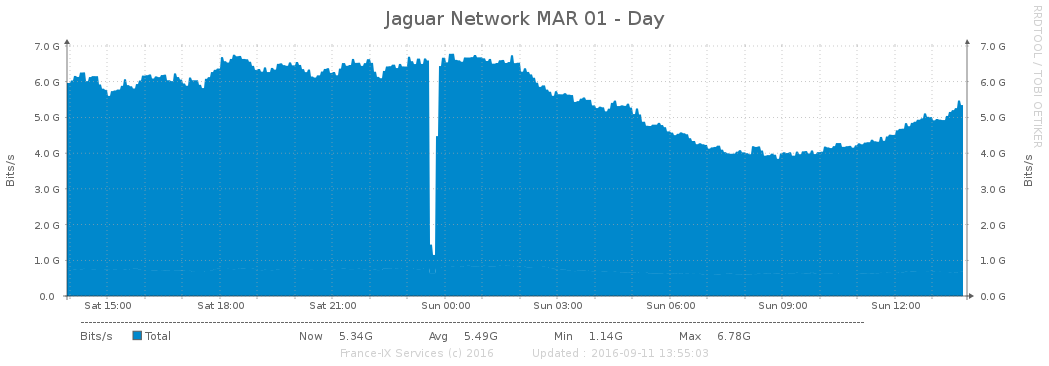 Jaguar Network MAR 01 - Day
RRDTOOL / TOBI OETIKER
Bits/s
7.0 G
6.0 G
5.0 G
4.0 G
3.0 G
2.0 G
1.0 G
0.0
7.0 G
6.0 G
5.0 G
4.0 G
3.0 G
2.0 G
1.0 G
0.0 G
Bits/s
Sat 15:00 Sat 18:00 Sat 21:00 Sun 00:00 Sun 03:00 Sun 06:00 Sun 09:00 Sun 12:00
Bits/s Total Now 5.34G Avg 5.49G Min 1.14G Max 6.78G
France-IX Services (c) 2016 Updated : 2016-09-11 13:55:03